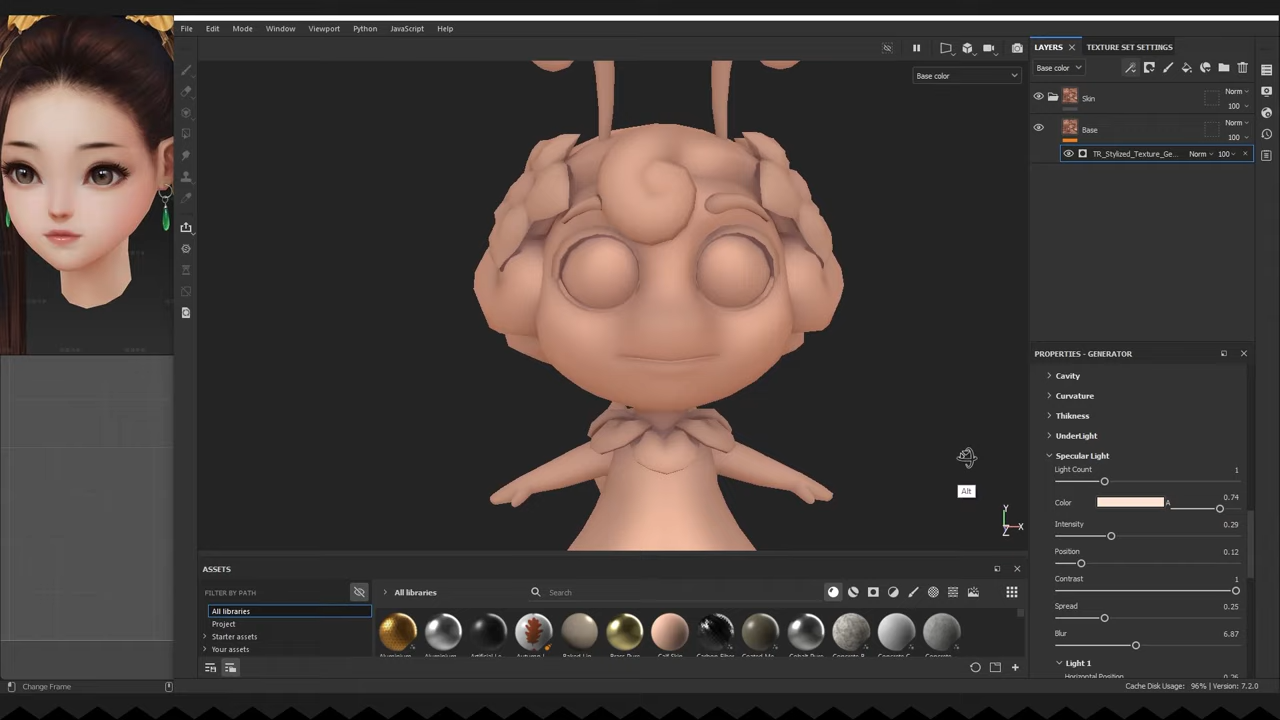 File Edit Mode Window Viewport Python JavaScript Help
LAYERS × TEXTURE SET SETTINGS
Base color
Base color
Skin Norm 100
Base Norm 100
TR_Stylized_Texture_Ge... Norm 100 ×
PROPERTIES - GENERATOR
Cavity
Curvature
Thikness
UnderLight
Specular Light
Light Count 1
Color A 0.74
Intensity 0.29
Position 0.12
Contrast 1
Spread 0.25
Blur 6.87
Light 1
Alt
Y
X
Z
ASSETS
FILTER BY PATH
All libraries
Project
Starter assets
Your assets
All libraries
Search
Change Frame
Cache Disk Usage: 96% | Version: 7.2.0